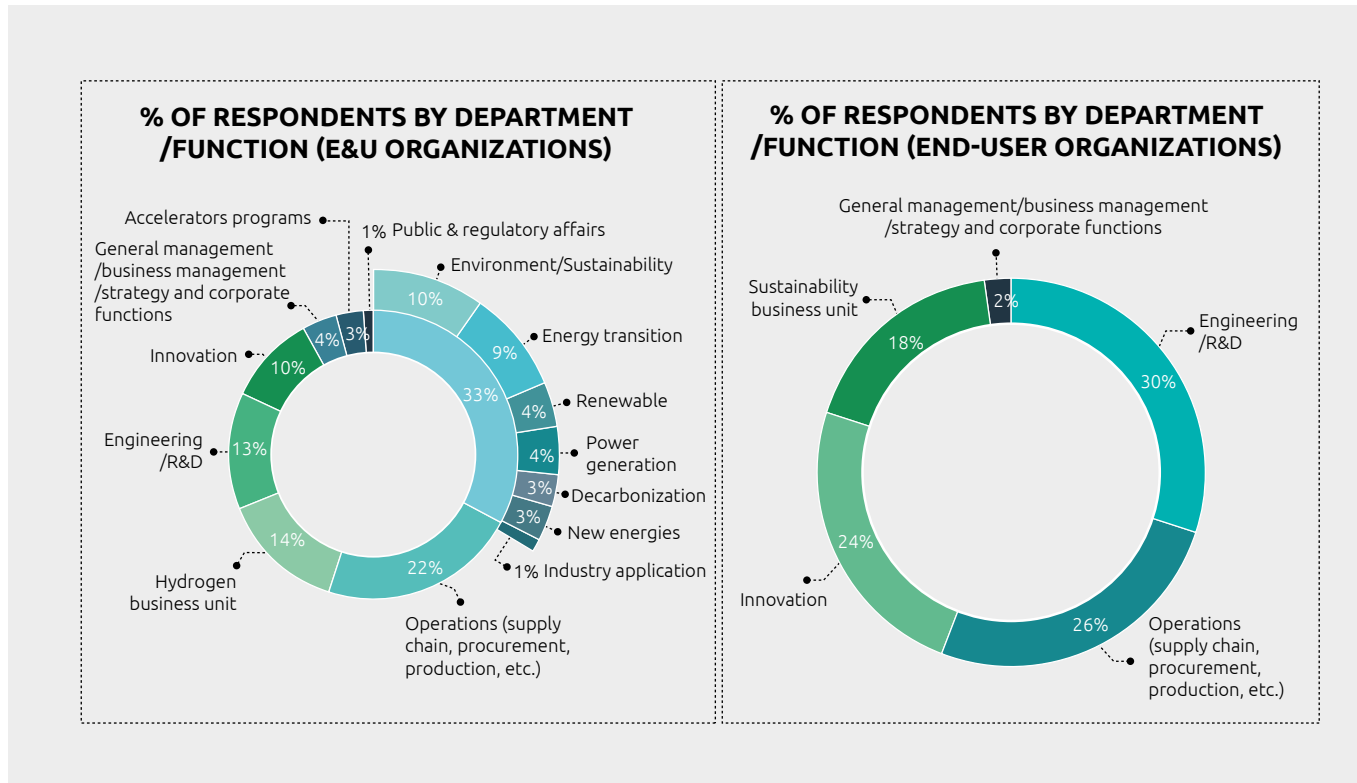 % OF RESPONDENTS BY DEPARTMENT
/FUNCTION (E&U ORGANIZATIONS)
Accelerators programs
1% Public & regulatory affairs
General management
/business management
/strategy and corporate
functions
Environment/Sustainability
10%
Energy transition
9%
Innovation
10%
4%
3%
33%
Renewable
4%
Power
generation
4%
Engineering
/R&D
13%
Decarbonization
3%
New energies
3%
1% Industry application
14%
Hydrogen
business unit
22%
Operations (supply
chain, procurement,
production, etc.)
% OF RESPONDENTS BY DEPARTMENT
/FUNCTION (END-USER ORGANIZATIONS)
General management/business management
/strategy and corporate functions
2%
Sustainability
business unit
18%
Engineering
/R&D
30%
24%
Innovation
26%
Operations
(supply chain,
procurement,
production, etc.)